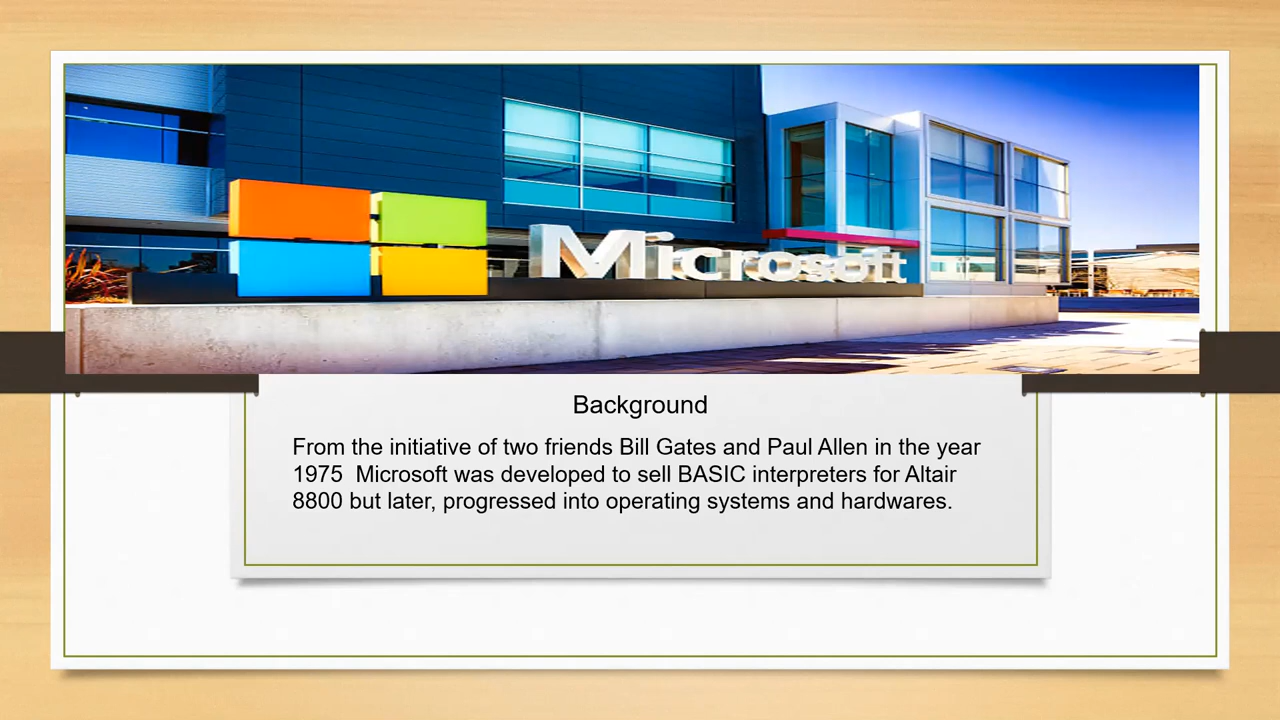 Microsoft
Background
From the initiative of two friends Bill Gates and Paul Allen in the year
1975  Microsoft was developed to sell BASIC interpreters for Altair
8800 but later, progressed into operating systems and hardwares.